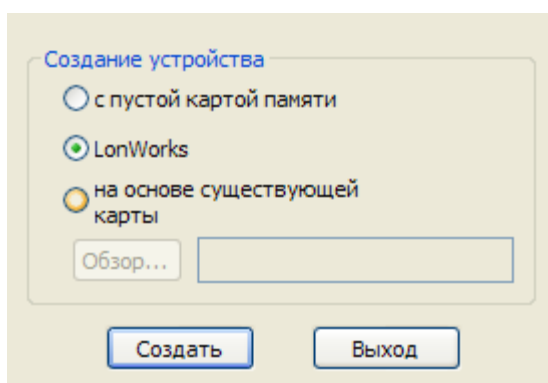 Создание устройства
с пустой картой памяти
LonWorks
на основе существующей
карты
Обзор...
Создать Выход